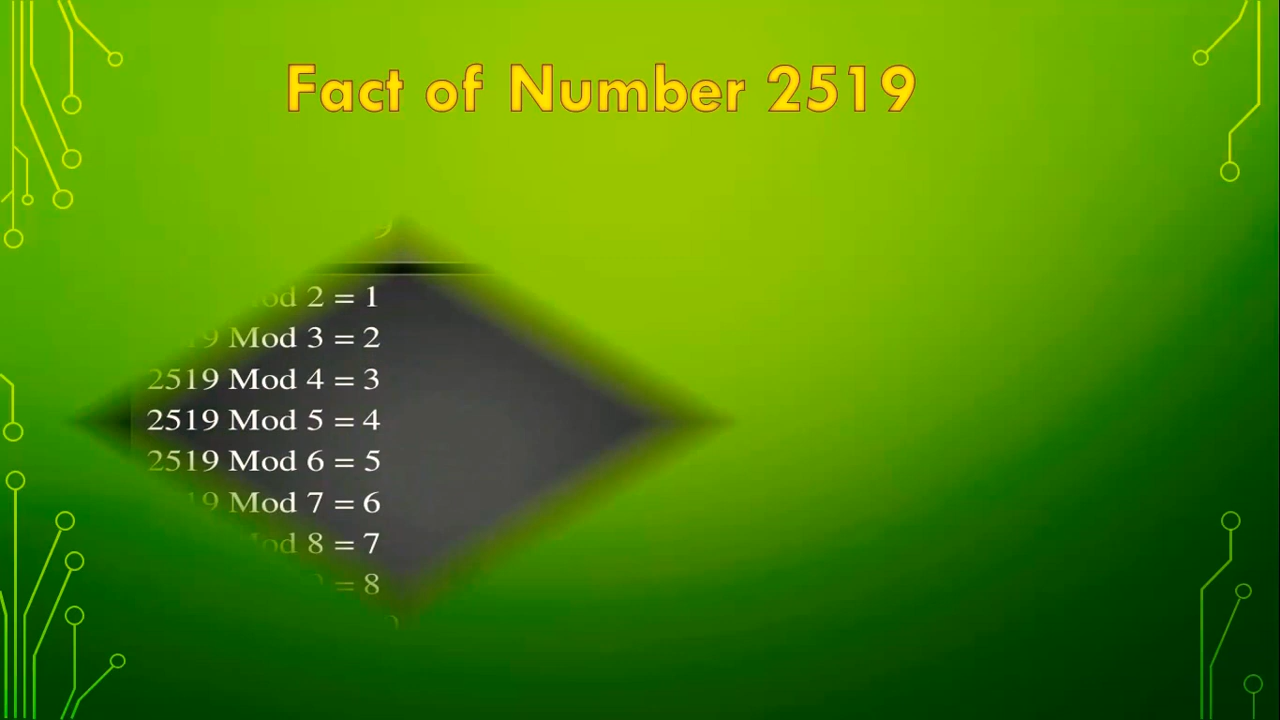 Fact of Number 2519
9
od 2 = 1
19 Mod 3 = 2
2519 Mod 4 = 3
2519 Mod 5 = 4
2519 Mod 6 = 5
19 Mod 7 = 6
od 8 = 7
= 8